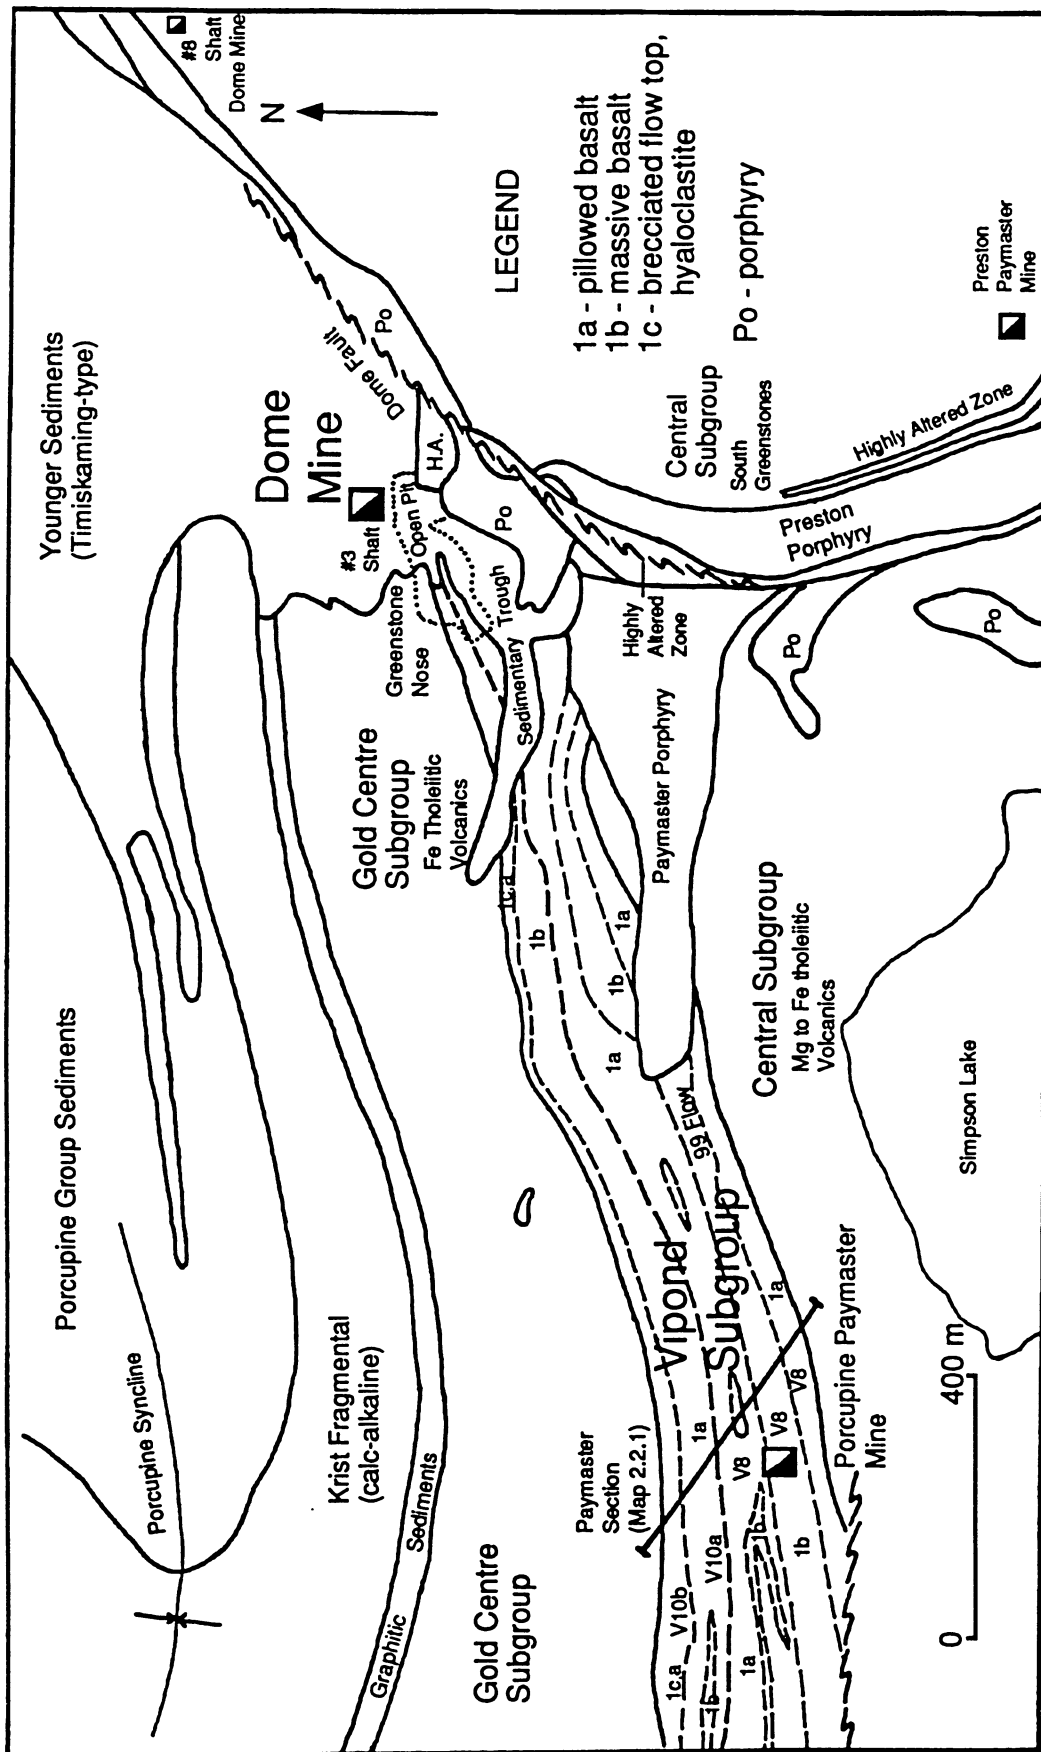 Younger Sediments
(Tiimiskaming-type)
#8
Shaft
Dome Mine
N
Porcupine Group Sediments
Porcupine Syncline
Krist Fragmental
(calc-alkaline)
Graphitic
Sediments
Gold Centre
Subgroup
Dome
Mine
#3
Shaft
Dome Fault
Po
H.A.
Open Pit
Po
Greenstone
Nose
Trough
Sedimentary
Gold Centre
Subgroup
Fe Tholeiitic
Volcanics
LEGEND
1a - pillowed basalt
1b - massive basalt
1c - brecciated flow top,
hyaloclastite
Po - porphyry
Central
Subgroup
South
Greenstones
Highly Altered Zone
Preston
Porphyry
Preston
Paymaster
Mine
Highly
Altered
Zone
Po
Po
Paymaster Porphyry
1c,a
1b
1a
1b
1a
99 Flow
Central Subgroup
Mg to Fe tholeiitic
Volcanics
Simpson Lake
Vipond
Subgroup
Paymaster
Section
(Map 2.2.1)
1a
1a
V8
V8
V8
V10a
V10b
1c,a
1b
1a
1b
1b
Porcupine Paymaster
Mine
0
400 m